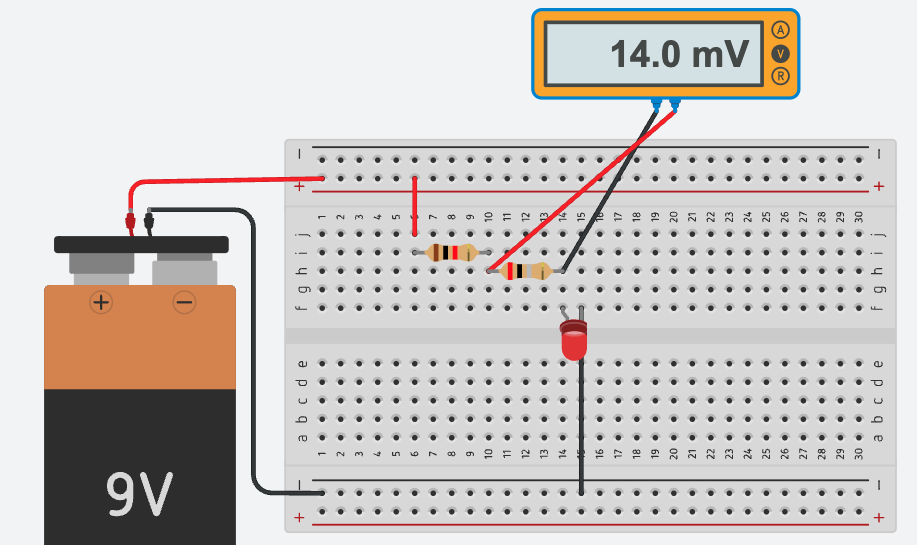 14.0 mV
A
V
R
− −
+ +
1 2 3 4 5 6 7 8 9 10 11 12 13 14 15 16 17 18 19 20 21 22 23 24 25 26 27 28 29 30
j j
i i
h h
g g
f f
+ −
e e
d d
c c
b b
a a
1 2 3 4 5 6 7 8 9 10 11 12 13 14 15 16 17 18 19 20 21 22 23 24 25 26 27 28 29 30
− −
+ +
9V